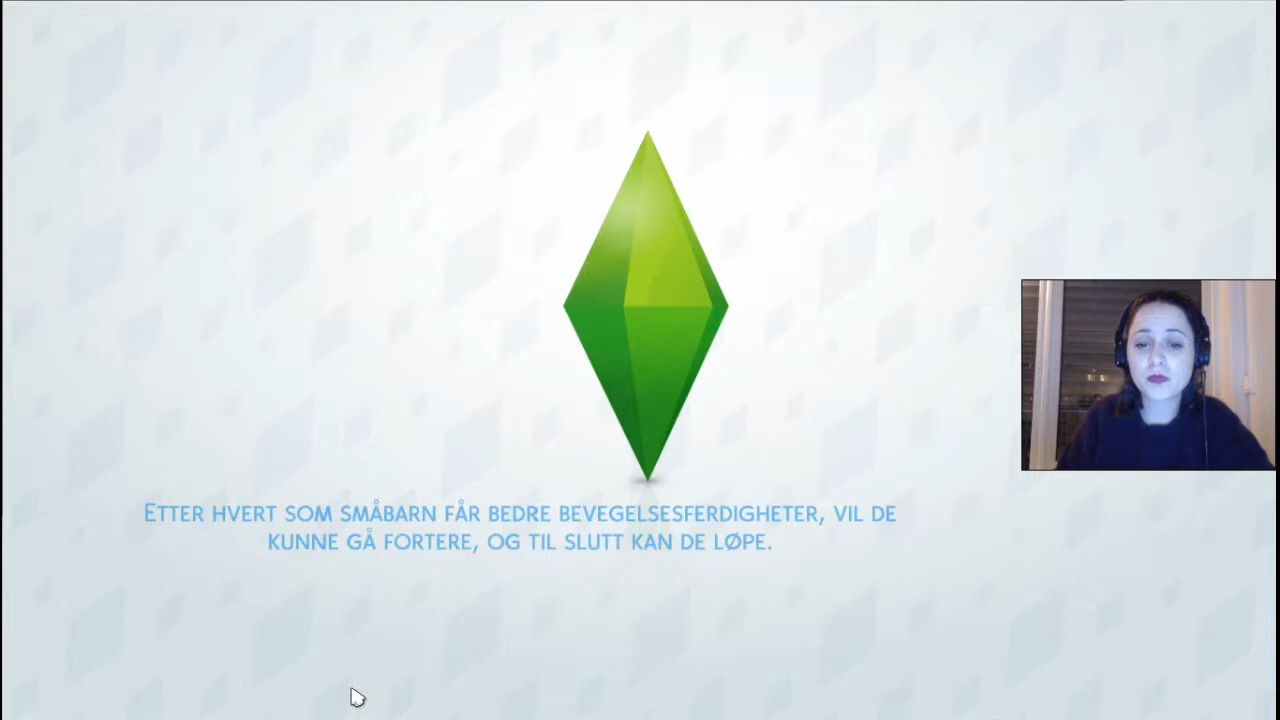 Etter hvert som småbarn får bedre bevegelsesferdigheter, vil de
kunne gå fortere, og til slutt kan de løpe.